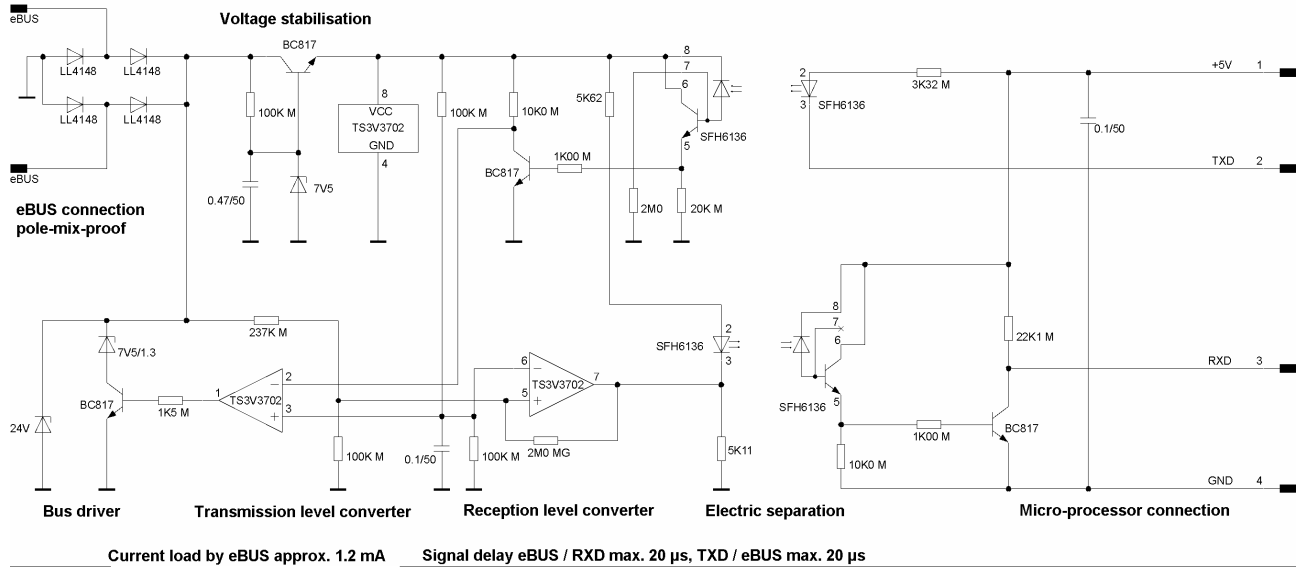 eBUS
Voltage stabilisation
BC817
LL4148
LL4148
LL4148
LL4148
eBUS
eBUS connection
pole-mix-proof
100K M
0.47/50
7V5
8
VCC
TS3V3702
GND
4
100K M
10K0 M
BC817
1K00 M
5K62
8
7
6
5
SFH6136
2M0
20K M
2
3
SFH6136
3K32 M
0.1/50
+5V 1
TXD 2
237K M
7V5/1.3
BC817
24V
1K5 M
1
TS3V3702
−
2
+
3
100K M
0.1/50
100K M
6
−
5
+
TS3V3702
7
2M0 MG
SFH6136
2
3
5K11
8
7
6
5
SFH6136
10K0 M
1K00 M
22K1 M
BC817
RXD 3
GND 4
Bus driver
Transmission level converter
Reception level converter
Electric separation
Micro-processor connection
Current load by eBUS approx. 1.2 mA
Signal delay eBUS / RXD max. 20 µs, TXD / eBUS max. 20 µs